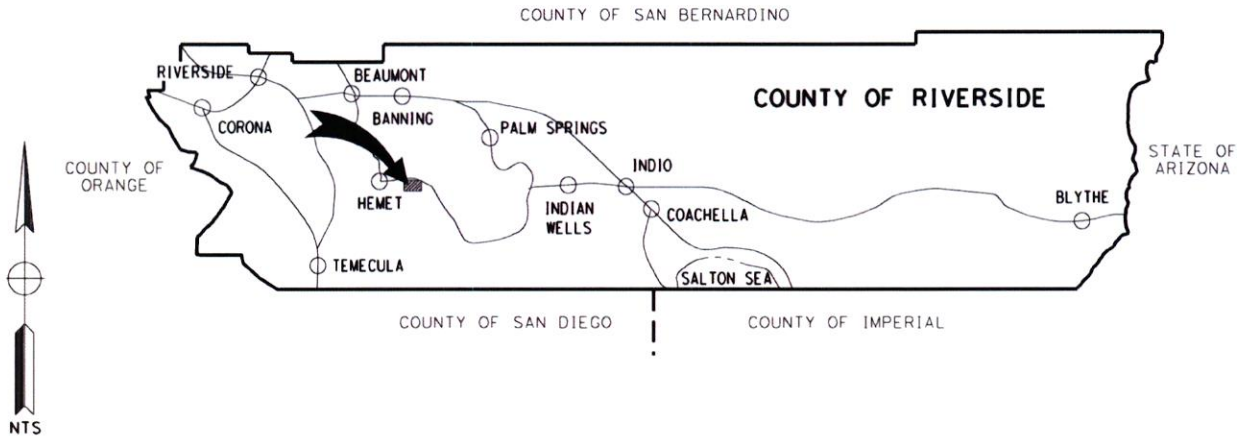 COUNTY OF SAN BERNARDINO
RIVERSIDE
BEAUMONT
COUNTY OF RIVERSIDE
CORONA
BANNING
PALM SPRINGS
COUNTY OF
ORANGE
STATE OF
ARIZONA
INDIO
HEMET
INDIAN
WELLS
COACHELLA
BLYTHE
TEMECULA
SALTON SEA
COUNTY OF SAN DIEGO
COUNTY OF IMPERIAL
NTS